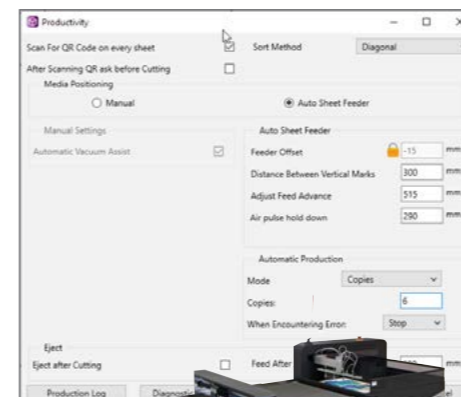 Productivity
Scan For QR Code on every sheet
Sort Method Diagonal
After Scanning QR ask before Cutting
Media Positioning
Manual
Auto Sheet Feeder
Manual Settings
Automatic Vacuum Assist
Auto Sheet Feeder
Feeder Offset -15 mm
Distance Between Vertical Marks 300 mm
Adjust Feed Advance 515 mm
Air pulse hold down 290 mm
Automatic Production
Mode Copies
Copies: 6
When Encountering Error: Stop
Eject
Eject after Cutting
Feed After mm
Production Log